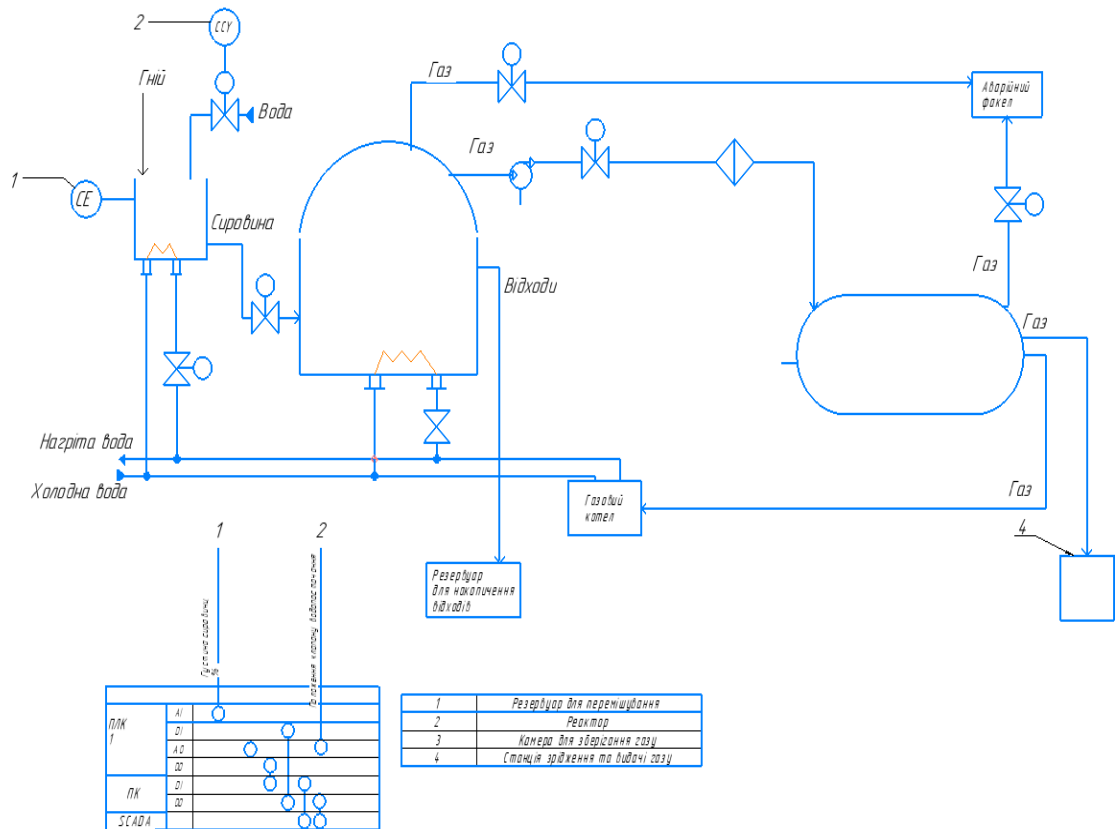 2
CCY
Гній
Вода
1
CE
Сировина
Газ
Газ
Аварійний
факел
Відходи
Газ
Газ
Нагріта вода
Холодна вода
Газовий
котел
Газ
4
Резервуар
для накопичення
відходів
1
2
Густина сировини
%
Положення клапану водопостачання
ПЛК
1
AI
DI
AO
DO
ПК
DI
DO
SCADA
1 Резервуар для перемішування
2 Реактор
3 Камера для зберігання газу
4 Станція зрідження та видачі газу